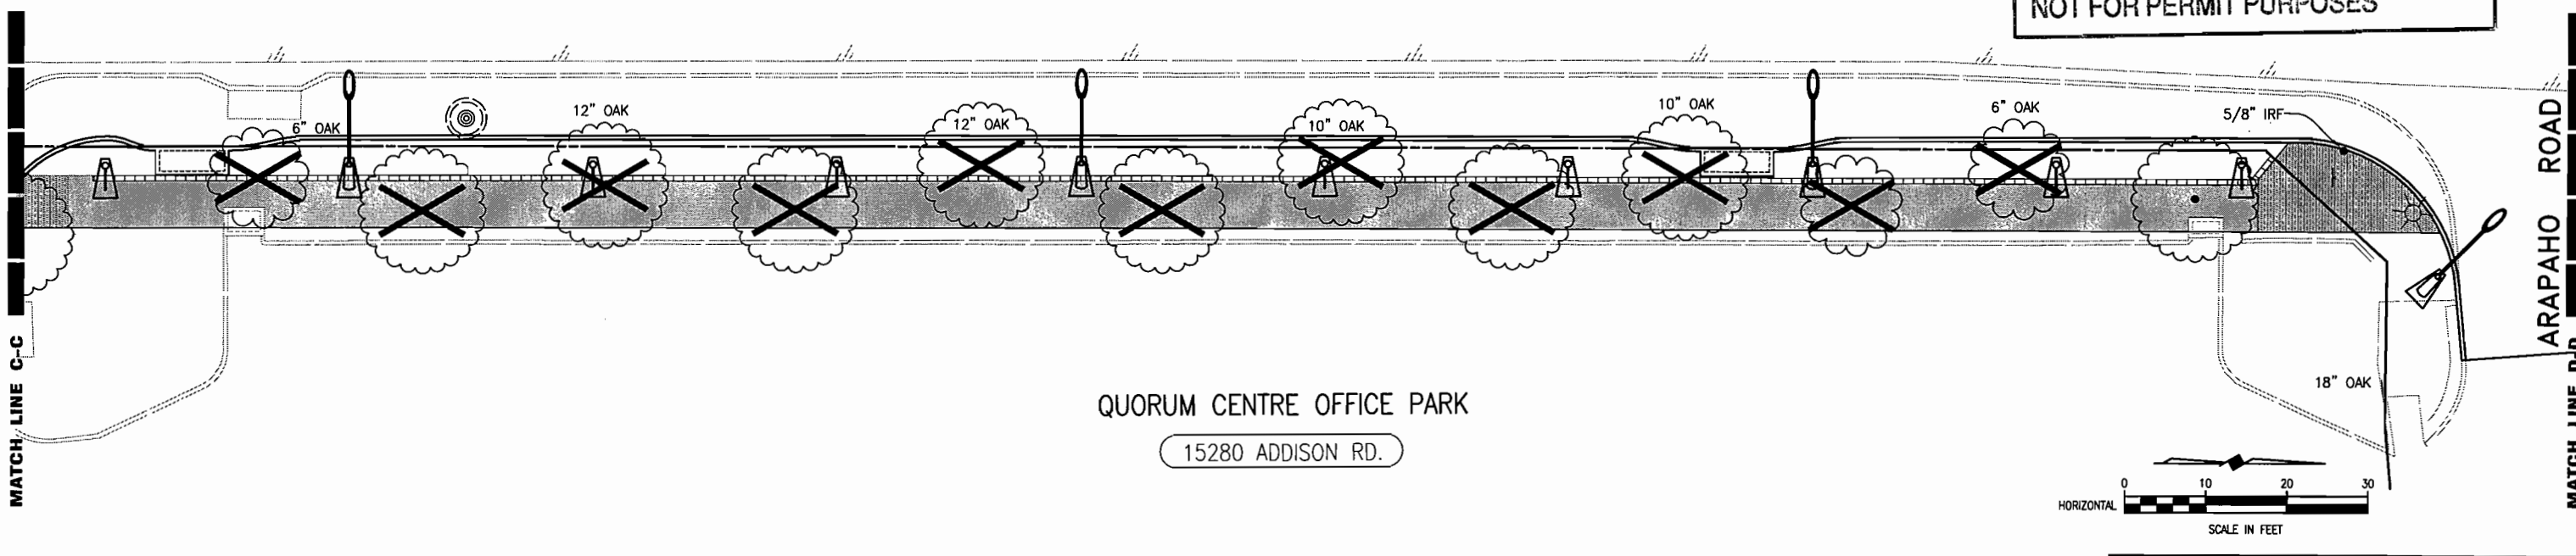 NOT FOR PERMIT PURPOSES
6" OAK
12" OAK
12" OAK
10" OAK
10" OAK
6" OAK
5/8" IRF
ARAPAHO ROAD
MATCH LINE C-C
MATCH LINE D-D
18" OAK
QUORUM CENTRE OFFICE PARK
15280 ADDISON RD.
0 10 20 30
HORIZONTAL
SCALE IN FEET